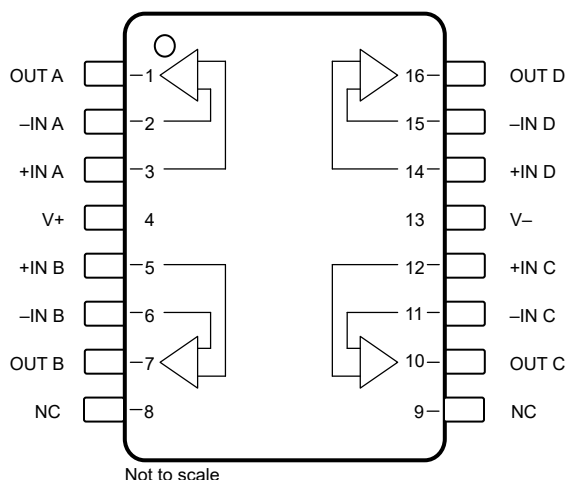 OUT A 1 16 OUT D
–IN A 2 15 –IN D
+IN A 3 14 +IN D
V+ 4 13 V–
+IN B 5 12 +IN C
–IN B 6 11 –IN C
OUT B 7 10 OUT C
NC 8 9 NC
Not to scale